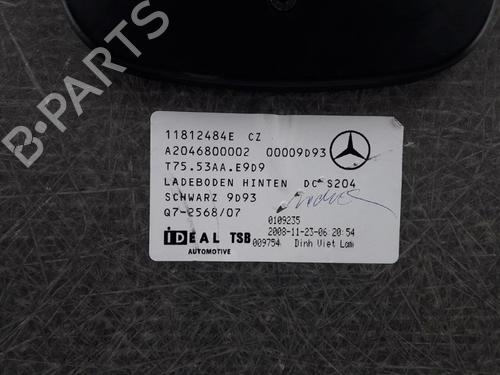 11812484E CZ
A2046800002 00009D93
T75.53AA.E9D9
LADEBODEN HINTEN DC* S204
SCHWARZ 9D93
Q7-2568/07
0109235
iDEAL TSB 2008-11-23-06 20:54
AUTOMOTIVE 009754 Dinh Viet Lam
B-PARTS